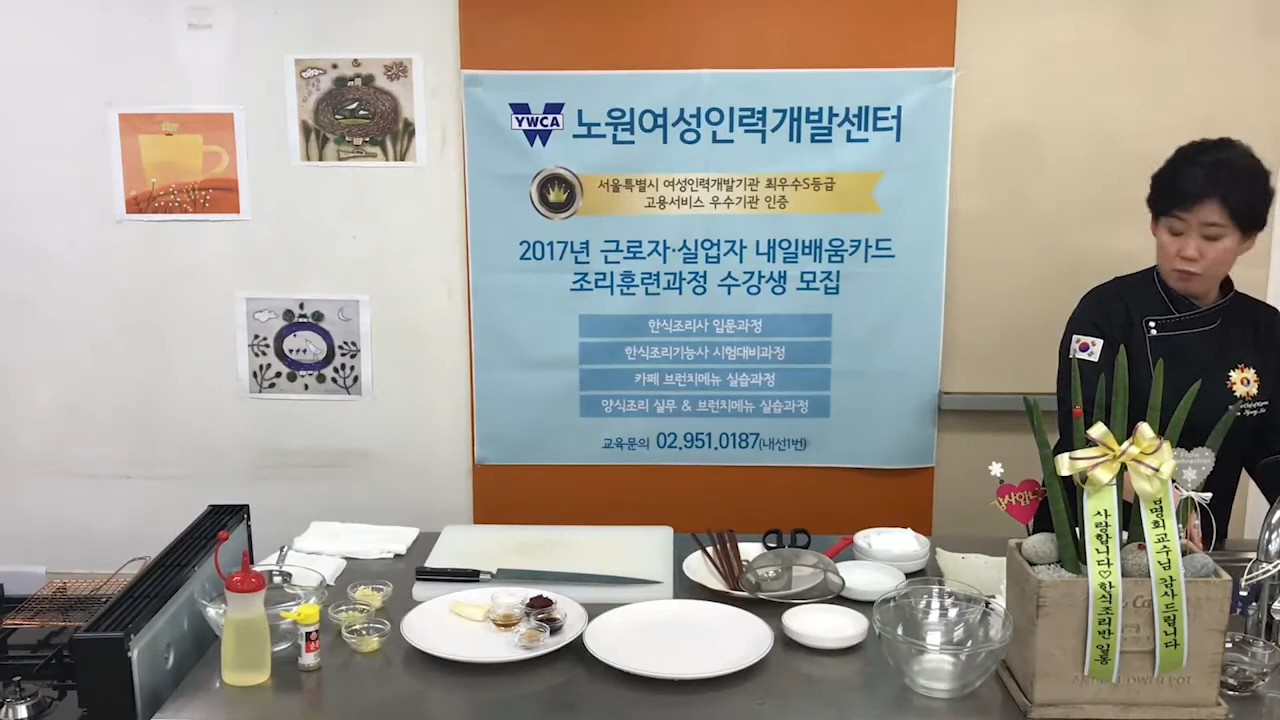 YWCA 노원여성인력개발센터
서울특별시 여성인력개발기관 최우수S등급
고용서비스 우수기관 인증
2017년 근로자·실업자 내일배움카드
조리훈련과정 수강생 모집
한식조리사 입문과정
한식조리기능사 시험대비과정
카페 브런치메뉴 실습과정
양식조리 실무 & 브런치메뉴 실습과정
교육문의 02.951.0187(내선1번)
사랑합니다♡한식조리반 일동
명회교수님 감사드립니다